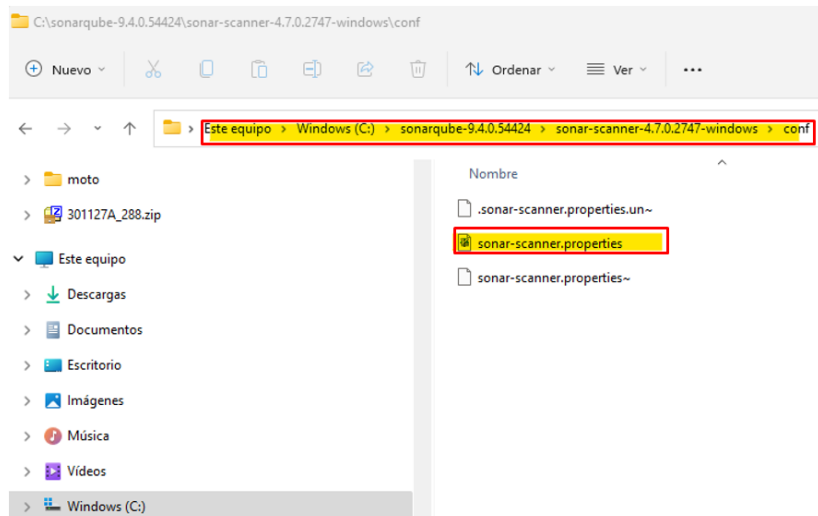 C:\sonarqube-9.4.0.54424\sonar-scanner-4.7.0.2747-windows\conf
Nuevo
Ordenar
Ver
Este equipo > Windows (C:) > sonarqube-9.4.0.54424 > sonar-scanner-4.7.0.2747-windows > conf
moto
301127A_288.zip
Este equipo
Descargas
Documentos
Escritorio
Imágenes
Música
Vídeos
Windows (C:)
Nombre
.sonar-scanner.properties.un~
sonar-scanner.properties
sonar-scanner.properties~